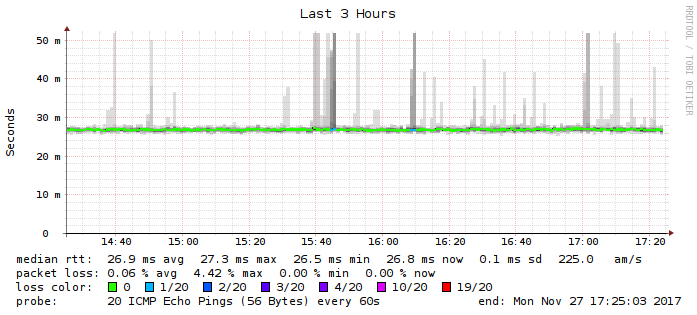 Last 3 Hours
RRDTOOL / TOBI OETIKER
Seconds
50 m
40 m
30 m
20 m
10 m
0
14:40 15:00 15:20 15:40 16:00 16:20 16:40 17:00 17:20
median rtt: 26.9 ms avg 27.3 ms max 26.5 ms min 26.8 ms now 0.1 ms sd 225.0 am/s
packet loss: 0.06 % avg 4.42 % max 0.00 % min 0.00 % now
loss color: 0 1/20 2/20 3/20 4/20 10/20 19/20
probe: 20 ICMP Echo Pings (56 Bytes) every 60s end: Mon Nov 27 17:25:03 2017